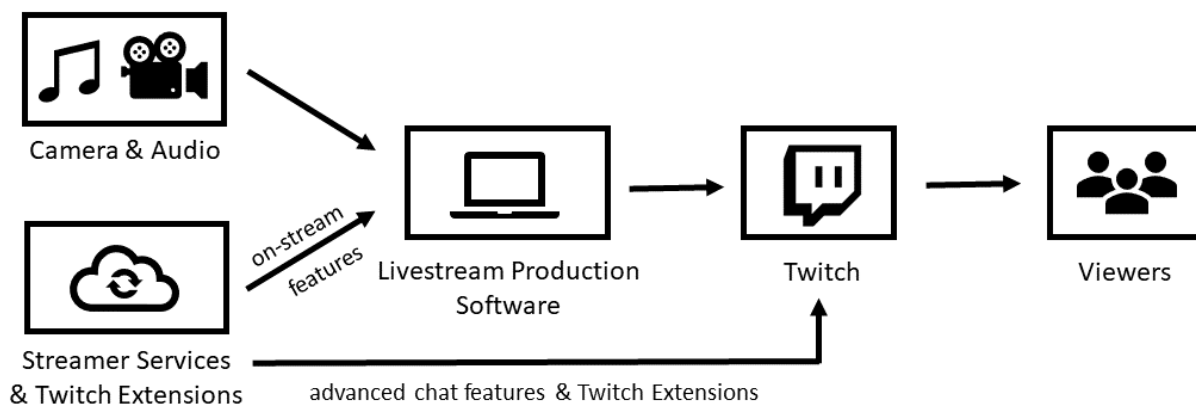 Camera & Audio
on-stream
features
Streamer Services
& Twitch Extensions
Livestream Production
Software
Twitch
Viewers
advanced chat features & Twitch Extensions